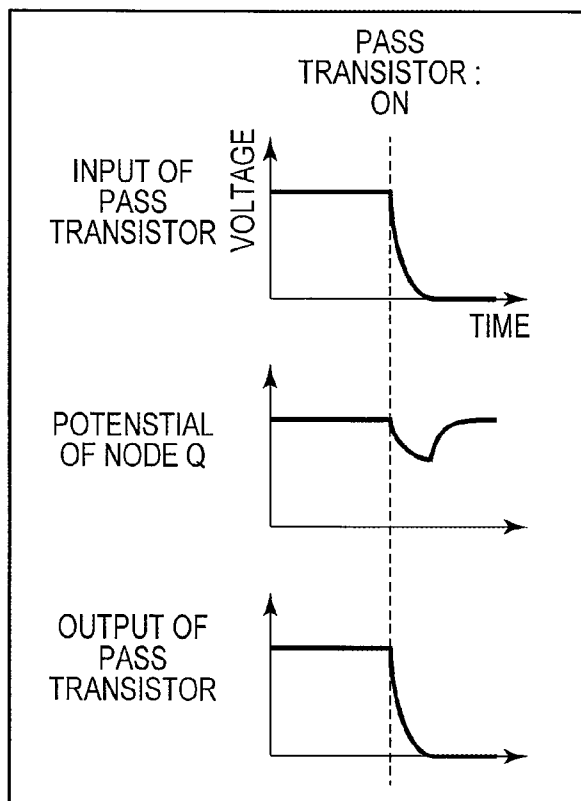 PASS
TRANSISTOR :
ON
INPUT OF
PASS
TRANSISTOR
VOLTAGE
TIME
POTENSTIAL
OF NODE Q
OUTPUT OF
PASS
TRANSISTOR